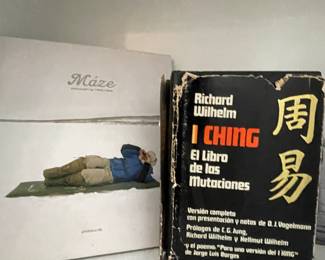 Máze
Richard
Wilhelm
I CHING
El Libro
de las
Mutaciones
周易
Versión completa
con presentación y notas de D.J. Vogelmann
Prólogos de C.G. Jung,
Richard Wilhelm y Hellmut Wilhelm
y el poema "Para una versión del I KING"
de Jorge Luis Borges